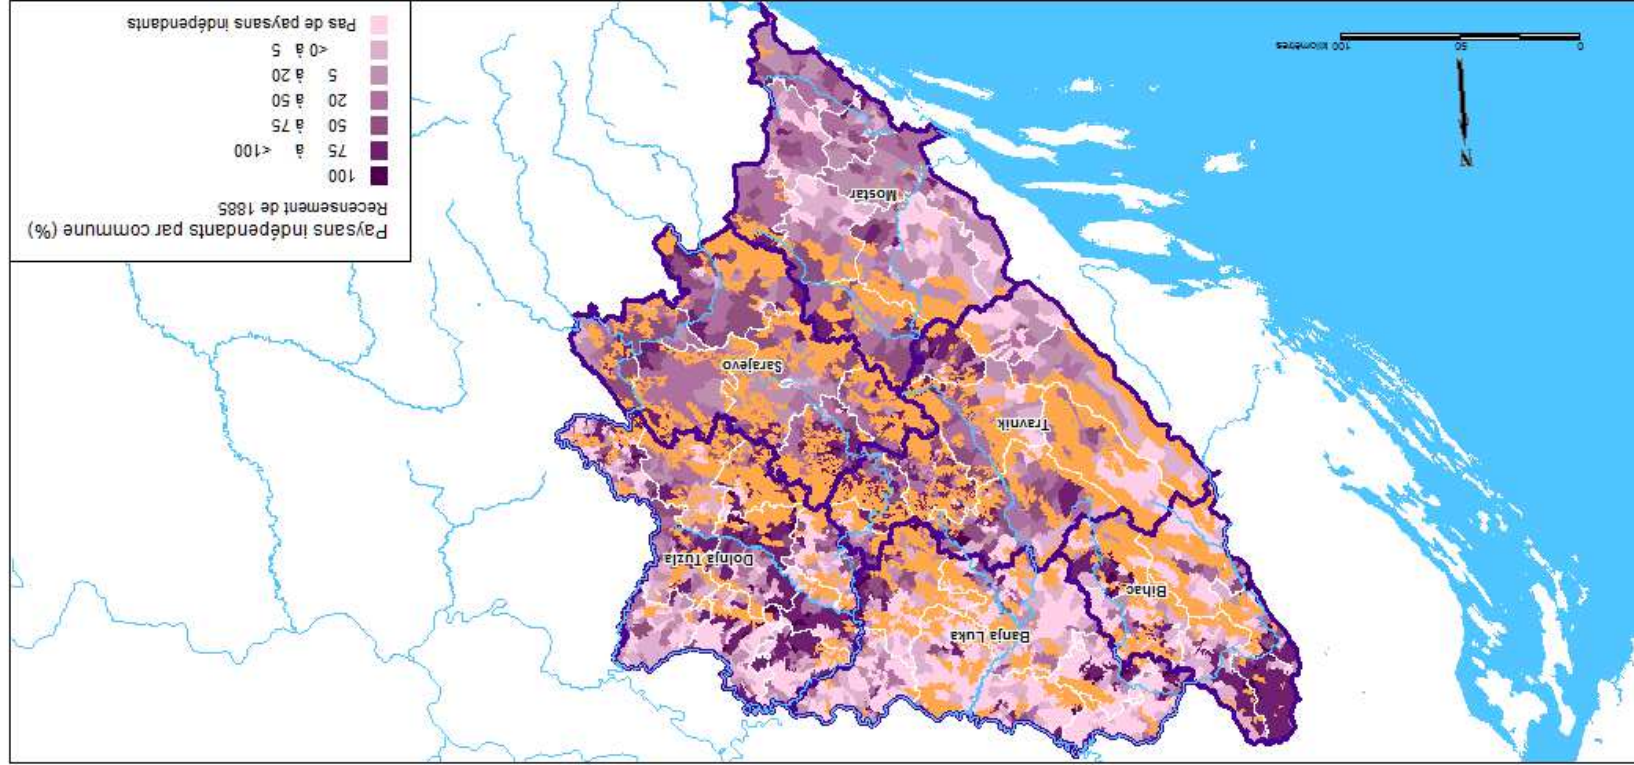 Bihac
Banja Luka
Dolnja Tuzla
Travnik
Sarajevo
Mostar
N
0 50 100 kilomères
Paysans indépendants par commune (%)
Recensement de 1885
100
75 à <100
50 à 75
20 à 50
5 à 20
<0 à 5
Pas de paysans indépendants